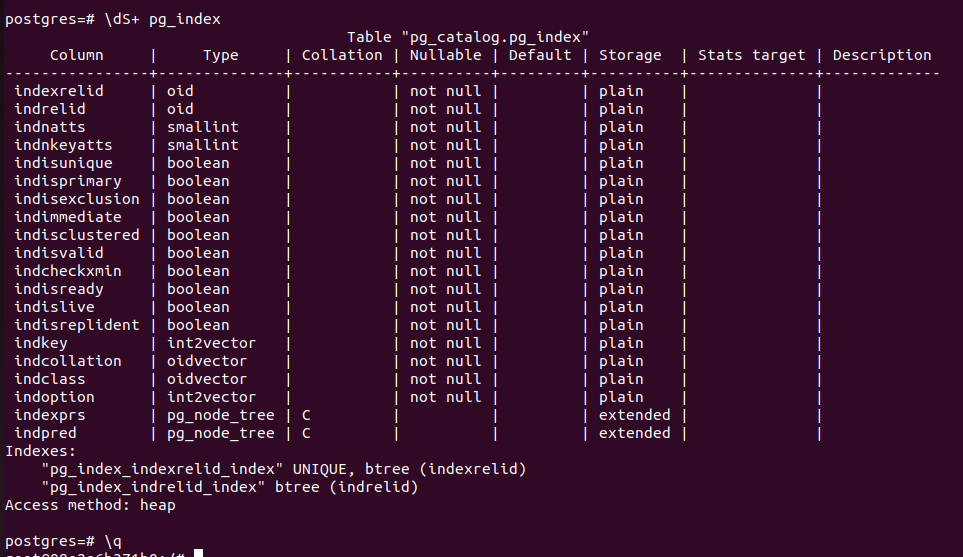 postgres=# \dS+ pg_index
Table "pg_catalog.pg_index"
Column | Type | Collation | Nullable | Default | Storage | Stats target | Description
----------------+--------------+-----------+----------+---------+----------+--------------+-------------
indexrelid | oid | | not null | | plain | |
indrelid | oid | | not null | | plain | |
indnatts | smallint | | not null | | plain | |
indnkeyatts | smallint | | not null | | plain | |
indisunique | boolean | | not null | | plain | |
indisprimary | boolean | | not null | | plain | |
indisexclusion | boolean | | not null | | plain | |
indimmediate | boolean | | not null | | plain | |
indisclustered | boolean | | not null | | plain | |
indisvalid | boolean | | not null | | plain | |
indcheckxmin | boolean | | not null | | plain | |
indisready | boolean | | not null | | plain | |
indislive | boolean | | not null | | plain | |
indisreplident | boolean | | not null | | plain | |
indkey | int2vector | | not null | | plain | |
indcollation | oidvector | | not null | | plain | |
indclass | oidvector | | not null | | plain | |
indoption | int2vector | | not null | | plain | |
indexprs | pg_node_tree | C | | | extended | |
indpred | pg_node_tree | C | | | extended | |
Indexes:
"pg_index_indexrelid_index" UNIQUE, btree (indexrelid)
"pg_index_indrelid_index" btree (indrelid)
Access method: heap
postgres=# \q